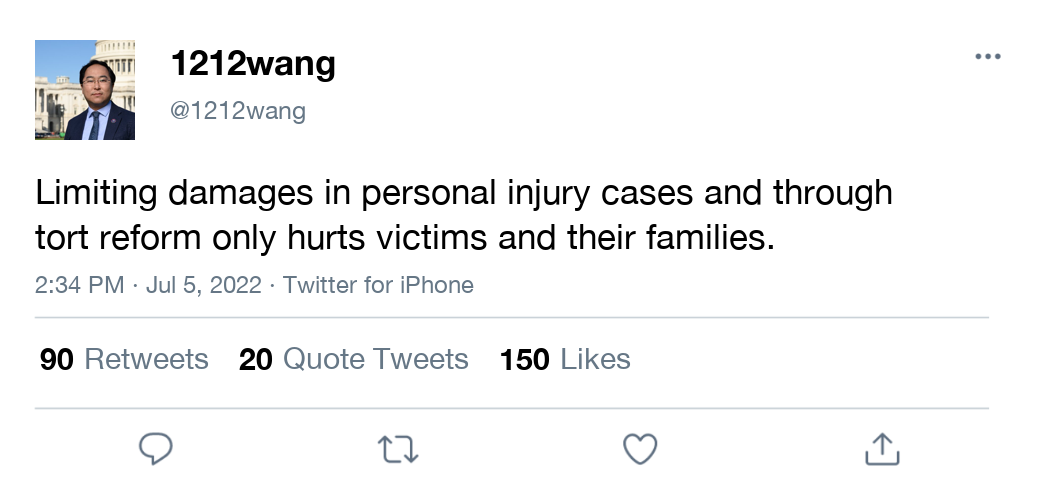 1212wang
@1212wang
Limiting damages in personal injury cases and through
tort reform only hurts victims and their families.
2:34 PM · Jul 5, 2022 · Twitter for iPhone
90 Retweets 20 Quote Tweets 150 Likes